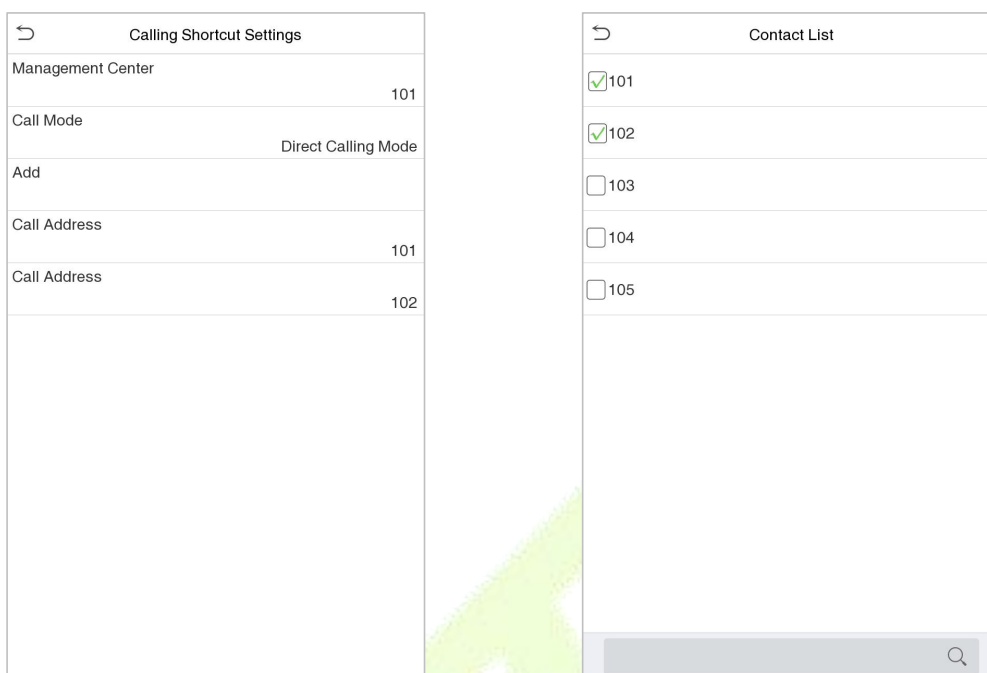 Calling Shortcut Settings
Management Center
101
Call Mode
Direct Calling Mode
Add
Call Address
101
Call Address
102
Contact List
101
102
103
104
105